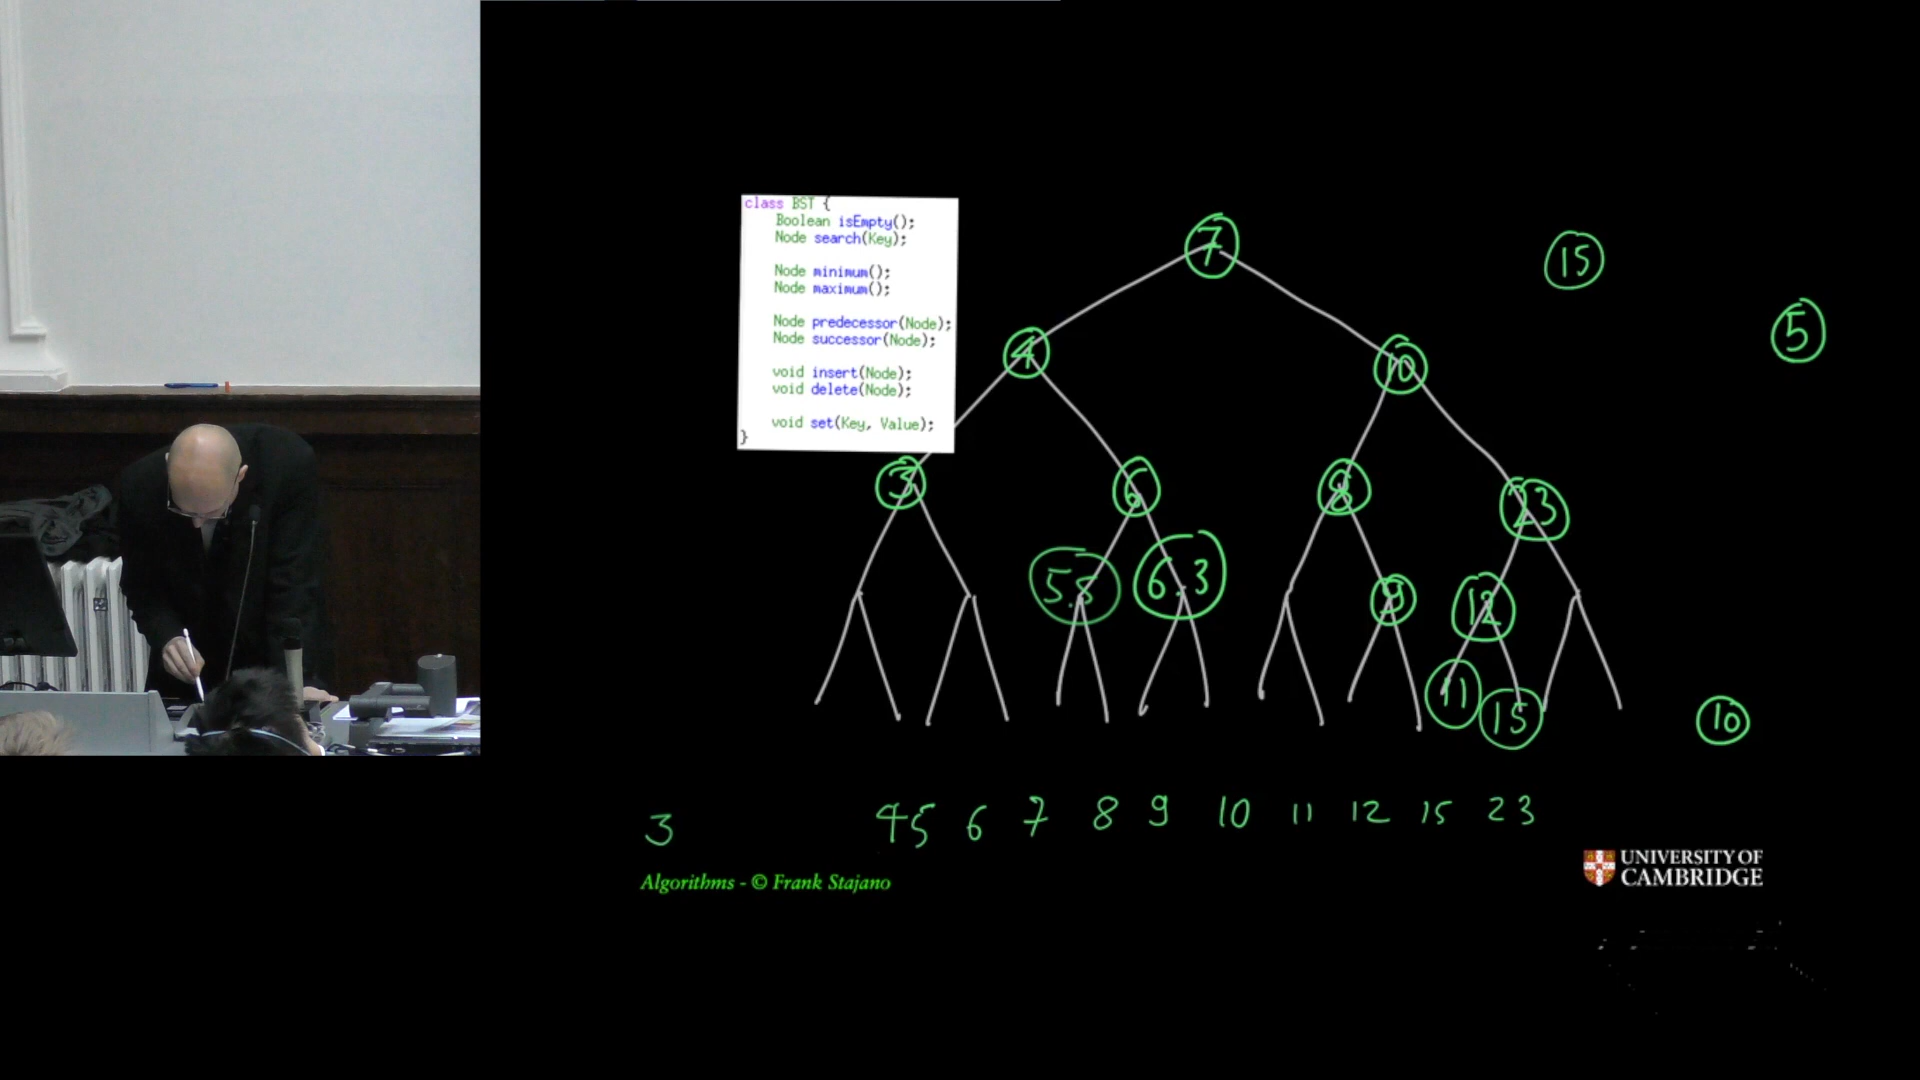 class BST {
Boolean isEmpty();
Node search(Key);
Node minimum();
Node maximum();
Node predecessor(Node);
Node successor(Node);
void insert(Node);
void delete(Node);
void set(Key, Value);
}
7
15
5
4
10
3
6
8
23
5.5
6.3
9
12
11
15
10
3 4 5 6 7 8 9 10 11 12 15 23
Algorithms - © Frank Stajano
UNIVERSITY OF
CAMBRIDGE